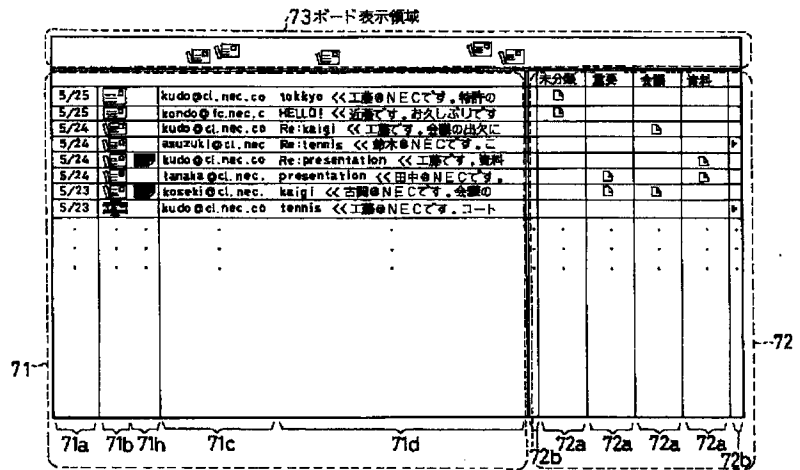 73ボード表示領域
未分類 重要 会議 資料
5/25 kudo@cl.nec.co tokkyo <<工藤@NECです。特許の
5/25 kondo@fc.nec.c HELLO! <<近藤です。お久しぶりです
5/24 kudo@cl.nec.co Re:kaigi <<工藤です。会議の出欠に
5/24 asuzuki@cl.nec Re:tennis <<鈴木@NECです。こ
5/24 kudo@cl.nec.co Re:presentation <<工藤です。資料
5/24 tanaka@cl.nec. presentation <<田中@NECです。
5/23 koseki@cl.nec. kaigi <<古関@NECです。会議の
5/23 kudo@cl.nec.co tennis <<工藤@NECです。コート
71 72
71a 71b 71h 71c 71d 72b 72a 72a 72a 72a 72b